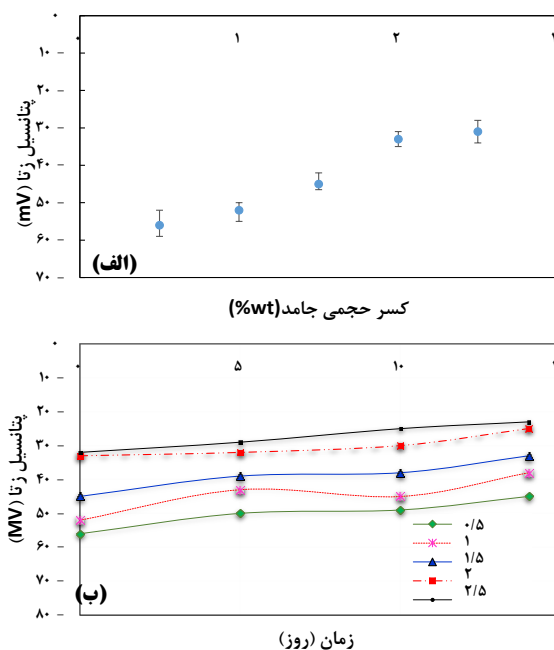 ۰ ۱ ۲ ۳
۰
۱۰ –
۲۰ –
۳۰ –
۴۰ –
۵۰ –
۶۰ –
۷۰ –
پتانسیل زتا (mV)
(الف)
کسر حجمی جامد(wt%)
۰ ۵ ۱۰
۰
۱۰ –
۲۰ –
۳۰ –
۴۰ –
۵۰ –
۶۰ –
۷۰ –
۸۰ –
پتانسیل زتا (MV)
۰/۵
۱
۱/۵
۲
۲/۵
(ب)
زمان (روز)